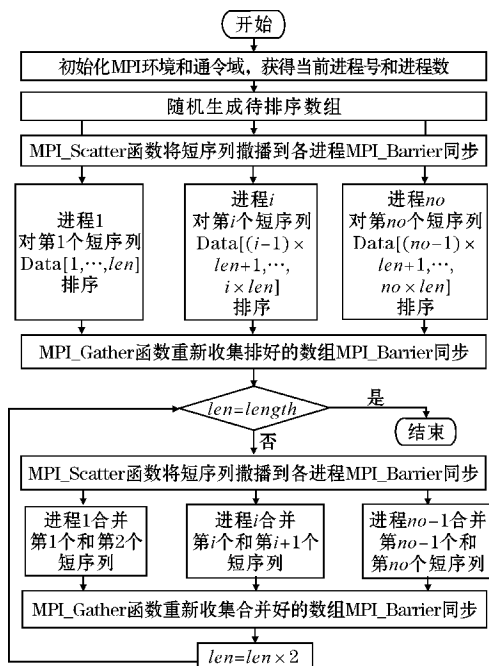 开始
初始化MPI环境和通令域，获得当前进程号和进程数
随机生成待排序数组
MPI_Scatter函数将短序列撒播到各进程MPI_Barrier同步
进程1
对第1个短序列
Data[1,…,len]
排序
进程i
对第i个短序列
Data[(i-1)×
len+1,…,
i×len]
排序
进程no
对第no个短序列
Data[(no-1)×
len+1,…,
no×len]
排序
MPI_Gather函数重新收集排好的数组MPI_Barrier同步
len=length
是
结束
否
MPI_Scatter函数将短序列撒播到各进程MPI_Barrier同步
进程1合并
第1个和第2个
短序列
进程i合并
第i个和第i+1个
短序列
进程no-1合并
第no-1个和
第no个短序列
MPI_Gather函数重新收集合并好的数组MPI_Barrier同步
len=len×2